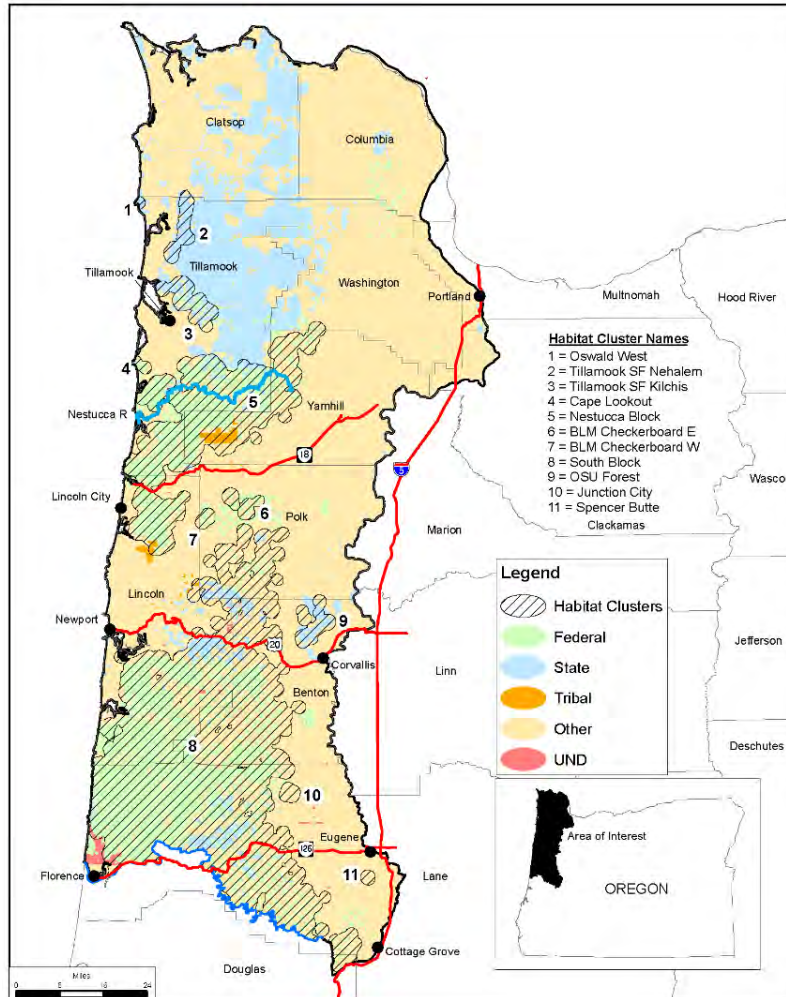 Clatsop
Columbia
1
2
Tillamook
Tillamook
Washington
Portland
Multnomah
Hood River
3
4
5
Nestucca R
Yamhill
18
5
Habitat Cluster Names
1 = Oswald West
2 = Tillamook SF Nehalem
3 = Tillamook SF Kilchis
4 = Cape Lookout
5 = Nestucca Block
6 = BLM Checkerboard E
7 = BLM Checkerboard W
8 = South Block
9 = OSU Forest
10 = Junction City
11 = Spencer Butte
Wasco
Clackamas
Lincoln City
6
Polk
Marion
7
Lincoln
Newport
9
20
Corvallis
Linn
Benton
Legend
Habitat Clusters
Federal
State
Tribal
Other
UND
Jefferson
Deschutes
8
10
Eugene
126
11
Lane
Florence
Cottage Grove
Douglas
Area of Interest
OREGON
Miles
0 6 12 24